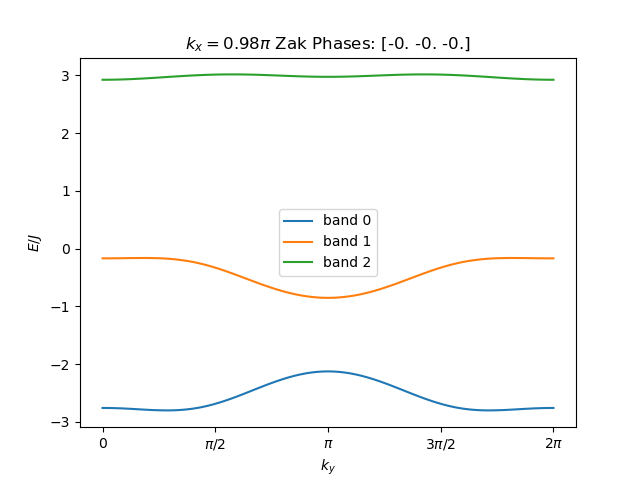 $k_x = 0.98\pi$ Zak Phases: [-0. -0. -0.]
3
2
1
0
−1
−2
−3
E/J
band 0
band 1
band 2
0 π/2 π 3π/2 2π
$k_y$